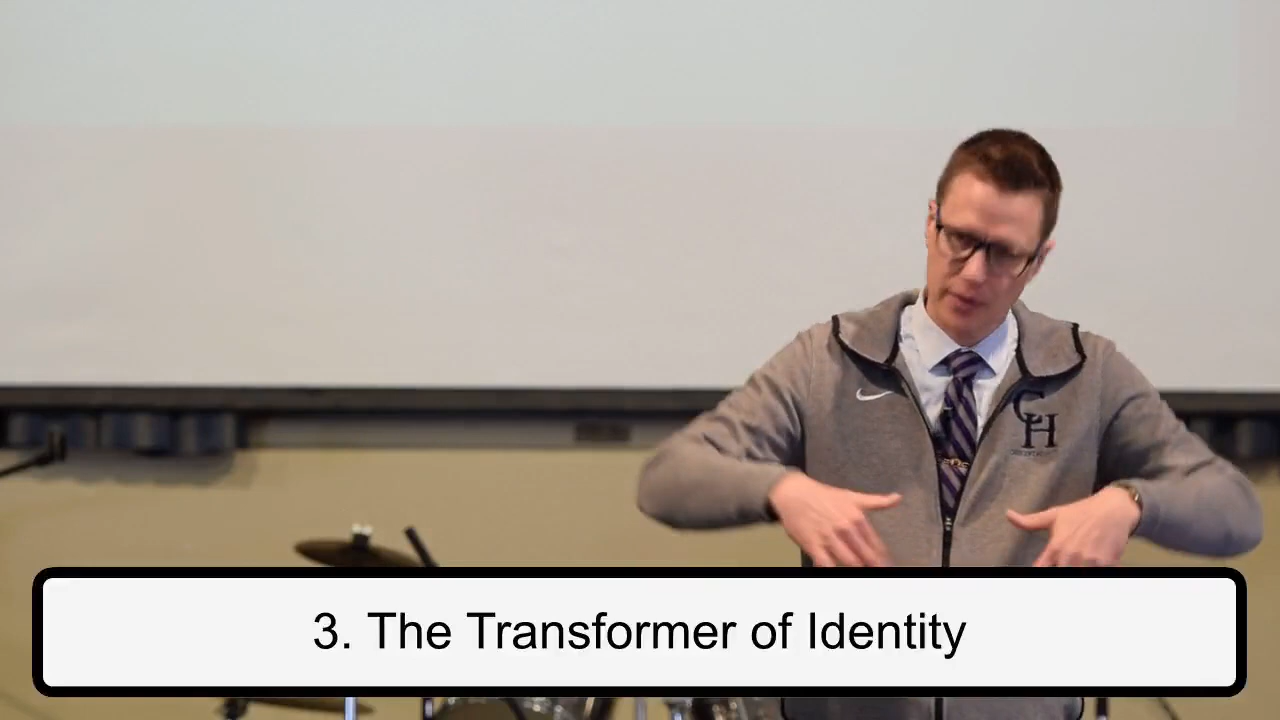 CH
3. The Transformer of Identity